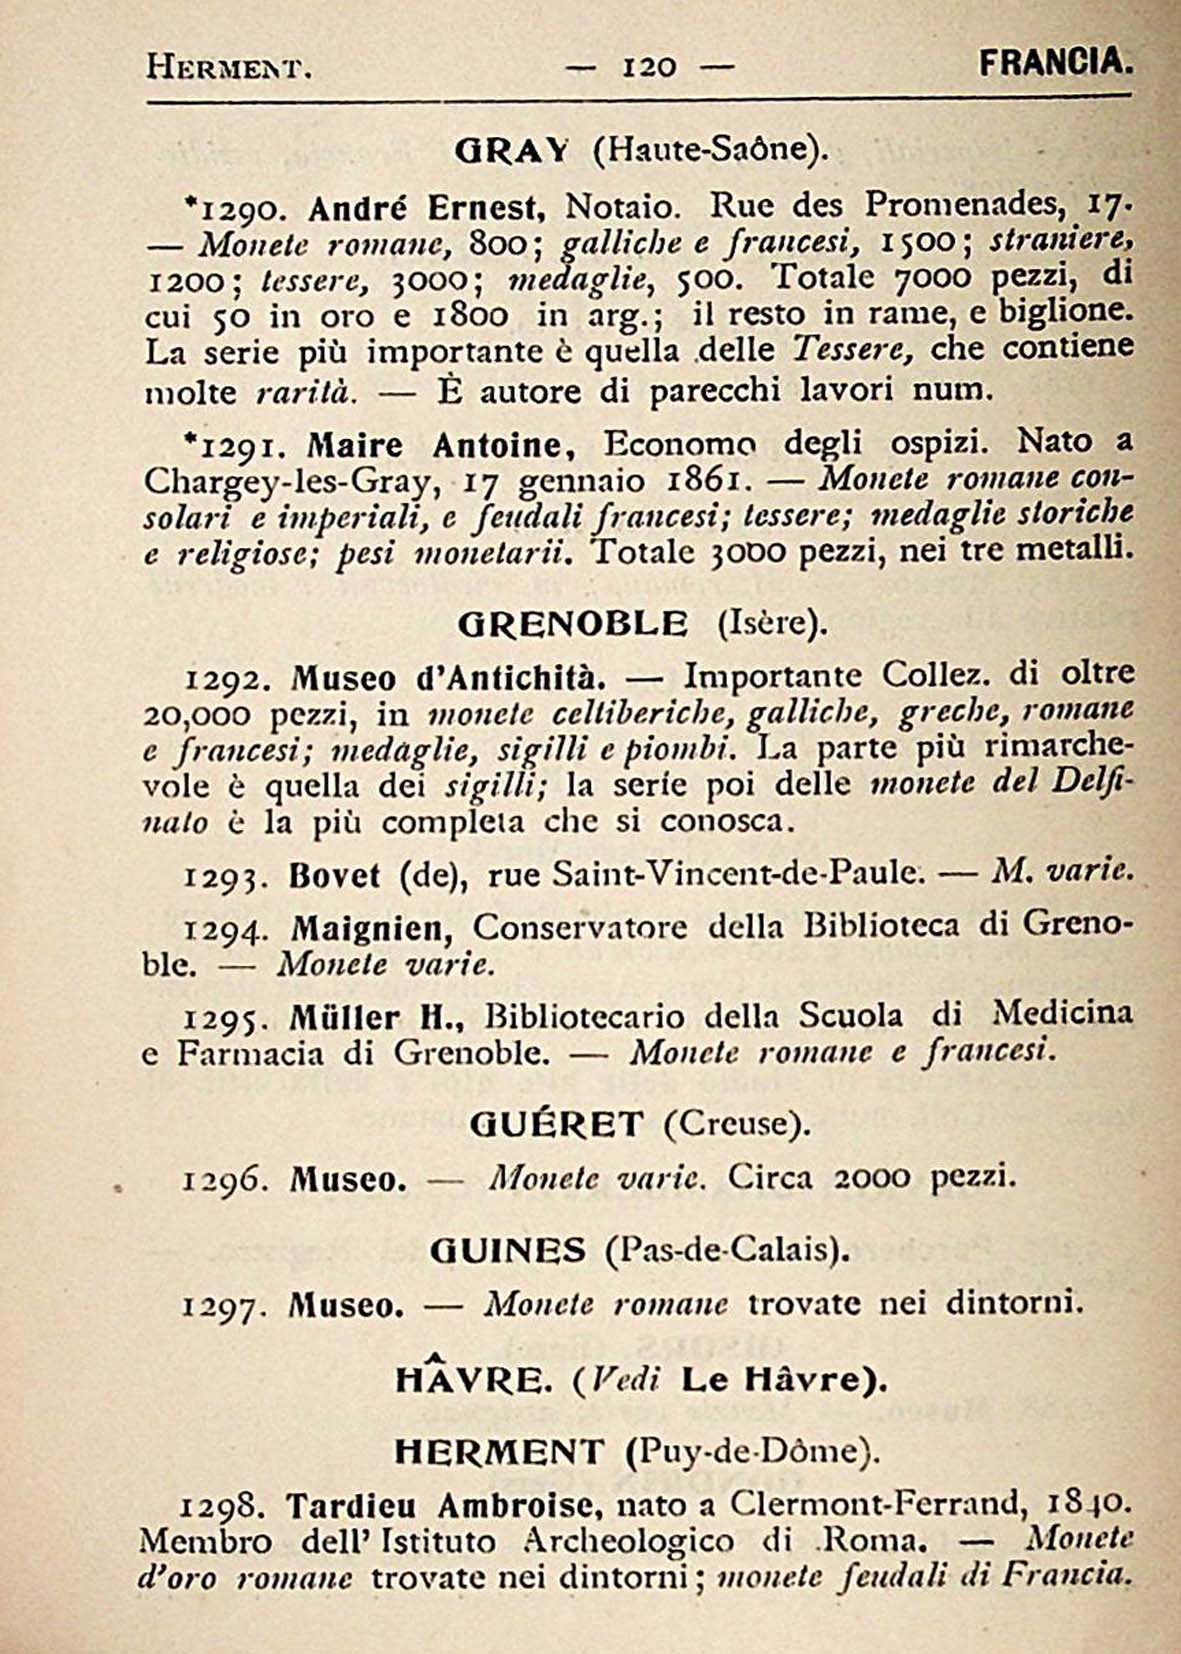 HERMENT. — 120 — FRANCIA.
GRAY (Haute-Saône).
*1290. André Ernest, Notaio. Rue des Promenades, 17.
— Monete romane, 800; galliche e francesi, 1500; straniere,
1200; tessere, 3000; medaglie, 500. Totale 7000 pezzi, di
cui 50 in oro e 1800 in arg.; il resto in rame, e biglione.
La serie più importante è quella delle Tessere, che contiene
molte rarità. — È autore di parecchi lavori num.
*1291. Maire Antoine, Economo degli ospizi. Nato a
Chargey-les-Gray, 17 gennaio 1861. — Monete romane con-
solari e imperiali, e feudali francesi; tessere; medaglie storiche
e religiose; pesi monetarii. Totale 3000 pezzi, nei tre metalli.
GRENOBLE (Isère).
1292. Museo d'Antichità. — Importante Collez. di oltre
20,000 pezzi, in monete celtiberiche, galliche, greche, romane
e francesi; medaglie, sigilli e piombi. La parte più rimarche-
vole è quella dei sigilli; la serie poi delle monete del Delfi-
nato è la più completa che si conosca.
1293. Bovet (de), rue Saint-Vincent-de-Paule. — M. varie.
1294. Maignien, Conservatore della Biblioteca di Greno-
ble. — Monete varie.
1295. Müller H., Bibliotecario della Scuola di Medicina
e Farmacia di Grenoble. — Monete romane e francesi.
GUÉRET (Creuse).
1296. Museo. — Monete varie. Circa 2000 pezzi.
GUINES (Pas-de-Calais).
1297. Museo. — Monete romane trovate nei dintorni.
HÂVRE. (Vedi Le Hâvre).
HERMENT (Puy-de-Dôme).
1298. Tardieu Ambroise, nato a Clermont-Ferrand, 1840.
Membro dell' Istituto Archeologico di Roma. — Monete
d'oro romane trovate nei dintorni; monete feudali di Francia.